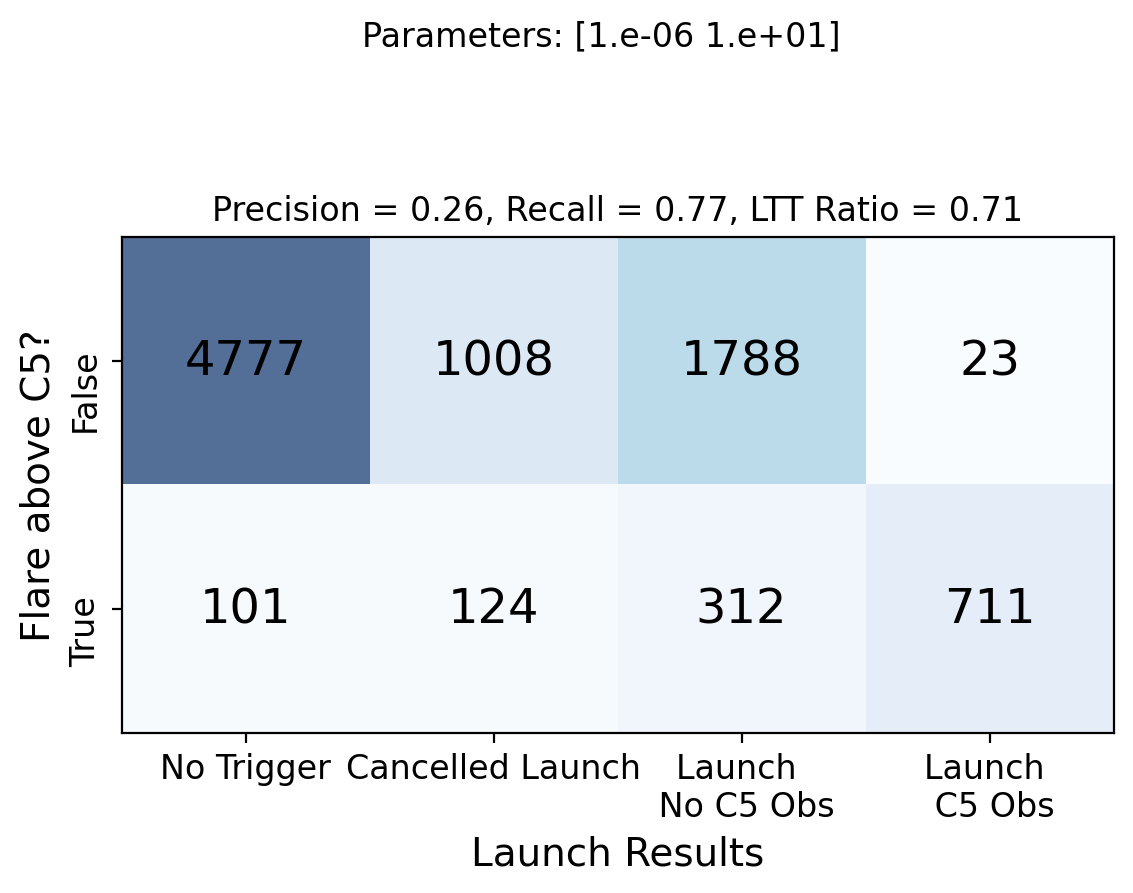 Parameters: [1.e-06 1.e+01]
Precision = 0.26, Recall = 0.77, LTT Ratio = 0.71
Flare above C5?
False
4777 1008 1788 23
True
101 124 312 711
No Trigger Cancelled Launch Launch Launch
No C5 Obs C5 Obs
Launch Results